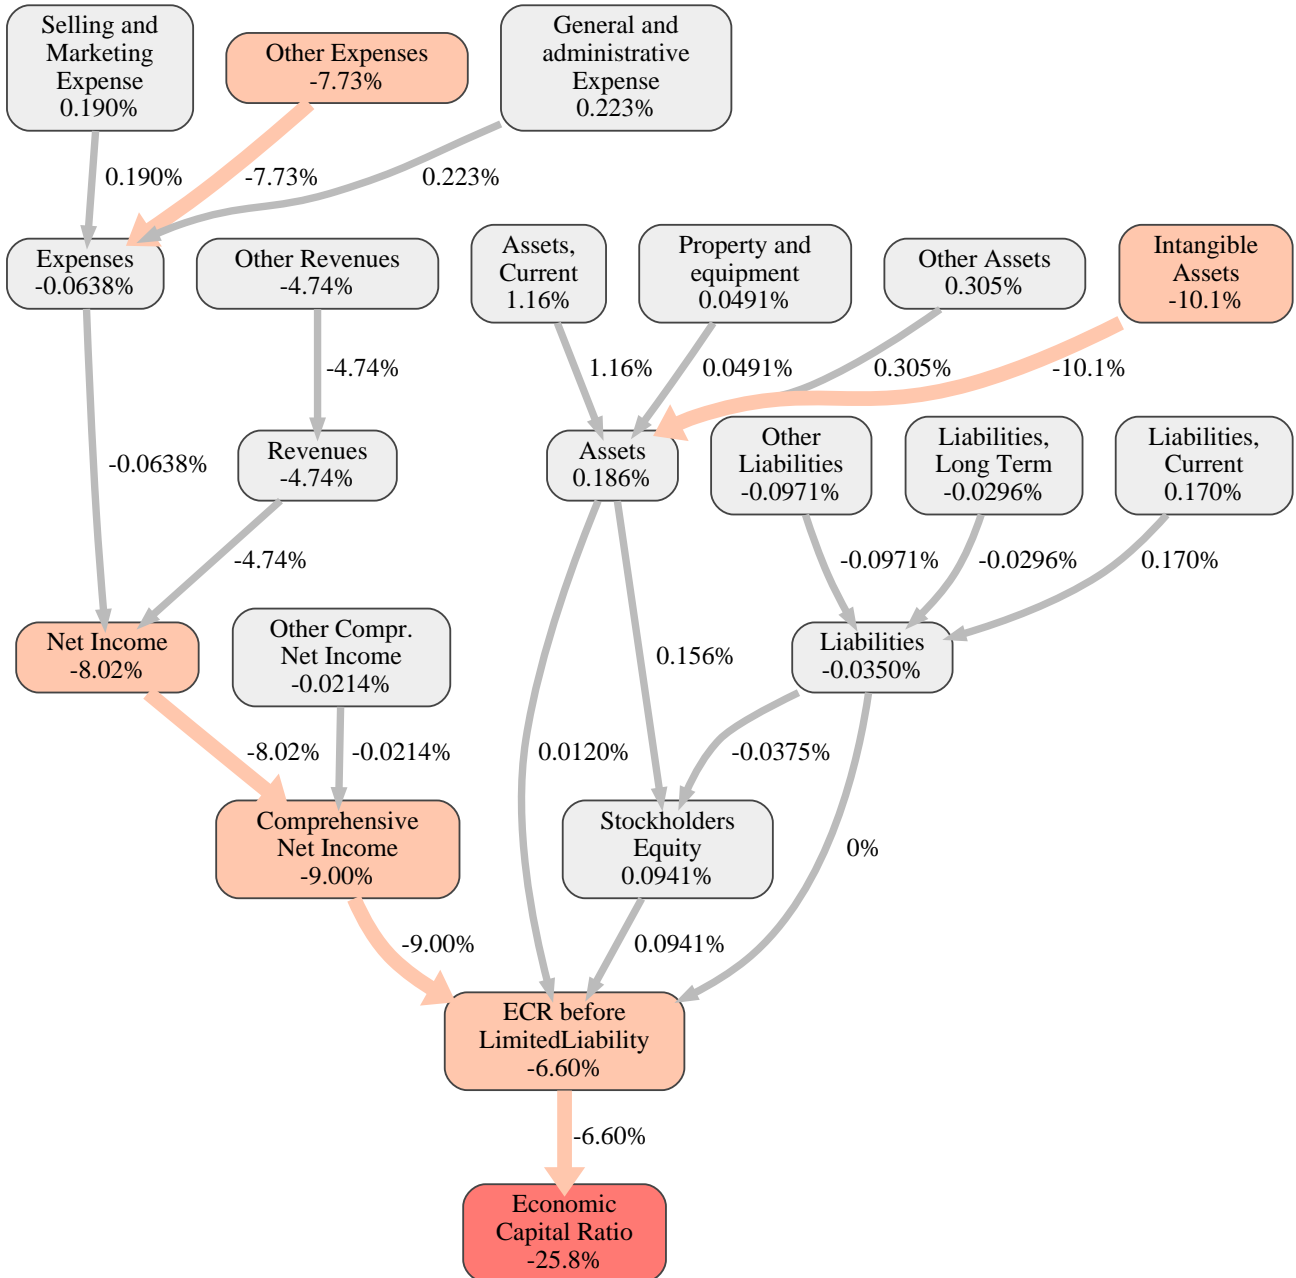 Selling and
Marketing
Expense
0.190%
Other Expenses
-7.73%
General and
administrative
Expense
0.223%
0.190%
-7.73%
0.223%
Expenses
-0.0638%
Other Revenues
-4.74%
Assets,
Current
1.16%
Property and
equipment
0.0491%
Other Assets
0.305%
Intangible
Assets
-10.1%
-4.74%
1.16%
0.0491%
0.305%
-10.1%
-0.0638%
Revenues
-4.74%
Assets
0.186%
Other
Liabilities
-0.0971%
Liabilities,
Long Term
-0.0296%
Liabilities,
Current
0.170%
-4.74%
-0.0971%
-0.0296%
0.170%
Net Income
-8.02%
Other Compr.
Net Income
-0.0214%
0.156%
Liabilities
-0.0350%
-8.02%
-0.0214%
0.0120%
-0.0375%
Comprehensive
Net Income
-9.00%
Stockholders
Equity
0.0941%
0%
-9.00%
0.0941%
ECR before
LimitedLiability
-6.60%
-6.60%
Economic
Capital Ratio
-25.8%